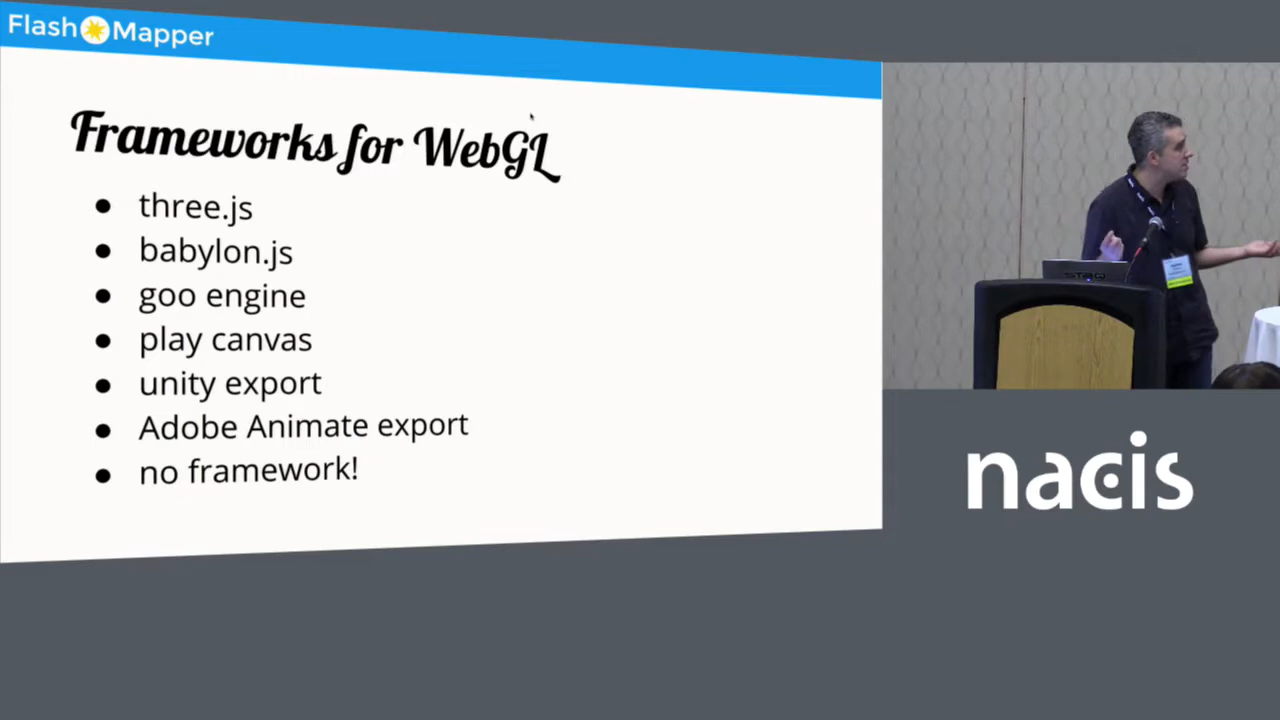 Flash Mapper
Frameworks for WebGL
three.js
babylon.js
goo engine
play canvas
unity export
Adobe Animate export
no framework!
nacis